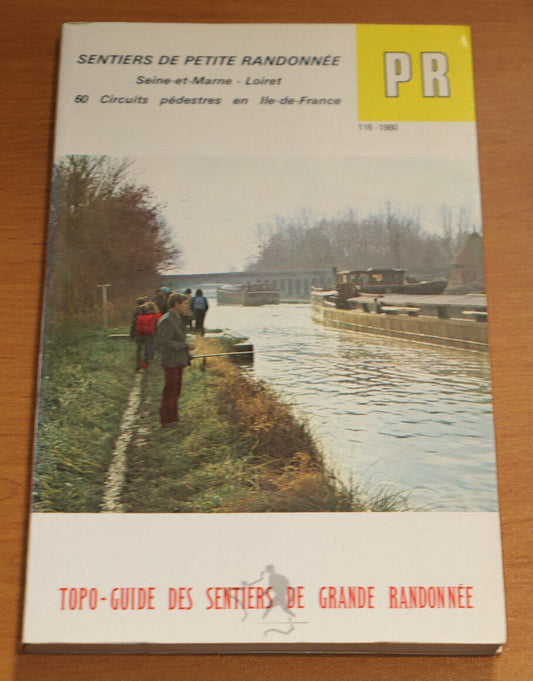 SENTIERS DE PETITE RANDONNÉE
Seine-et-Marne - Loiret
60 Circuits pédestres en Ile-de-France
PR
116 - 1980
TOPO-GUIDE DES SENTIERS DE GRANDE RANDONNÉE